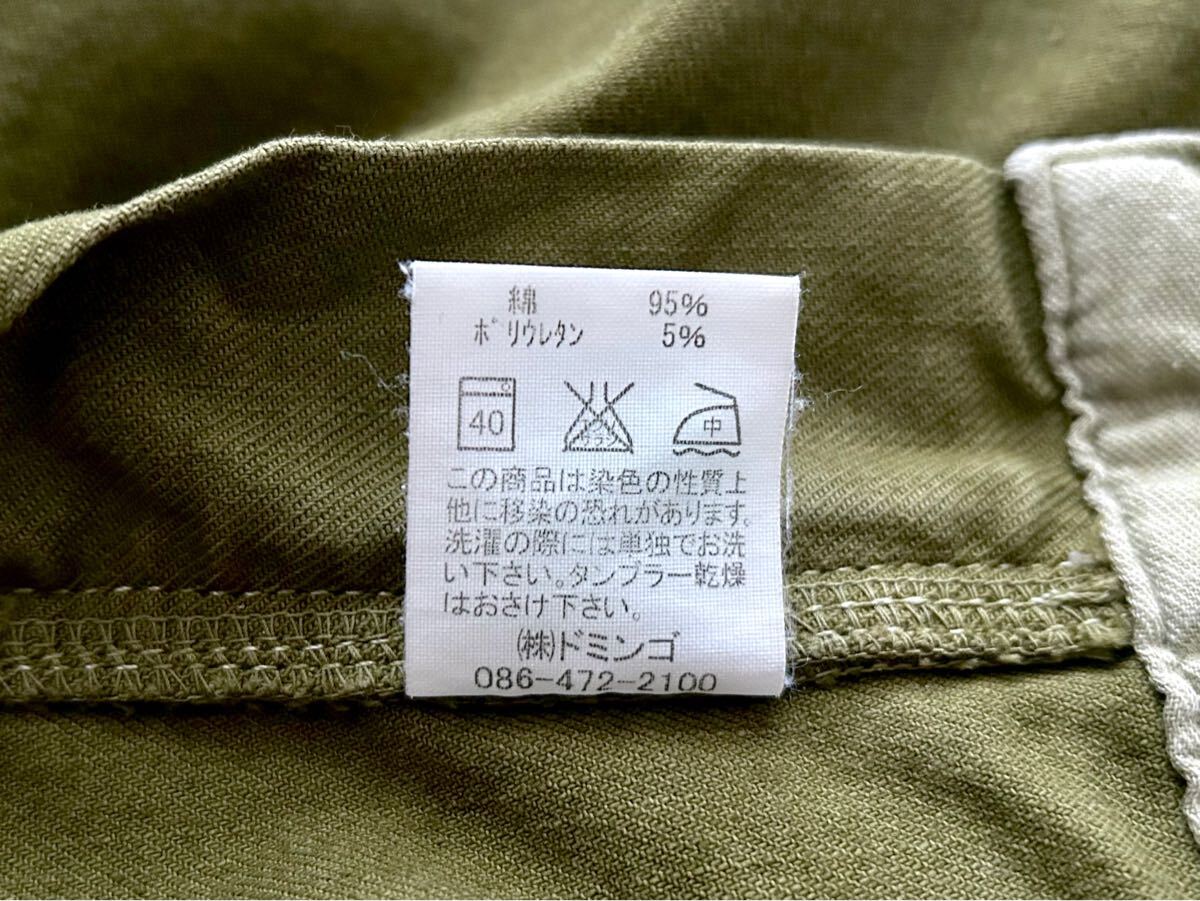 綿 95%
ﾎﾟﾘｳﾚﾀﾝ 5%
40 サラシ 中
この商品は染色の性質上
他に移染の恐れがあります。
洗濯の際には単独でお洗
い下さい。タンブラー乾燥
はおさけ下さい。
㈱ドミンゴ
086-472-2100